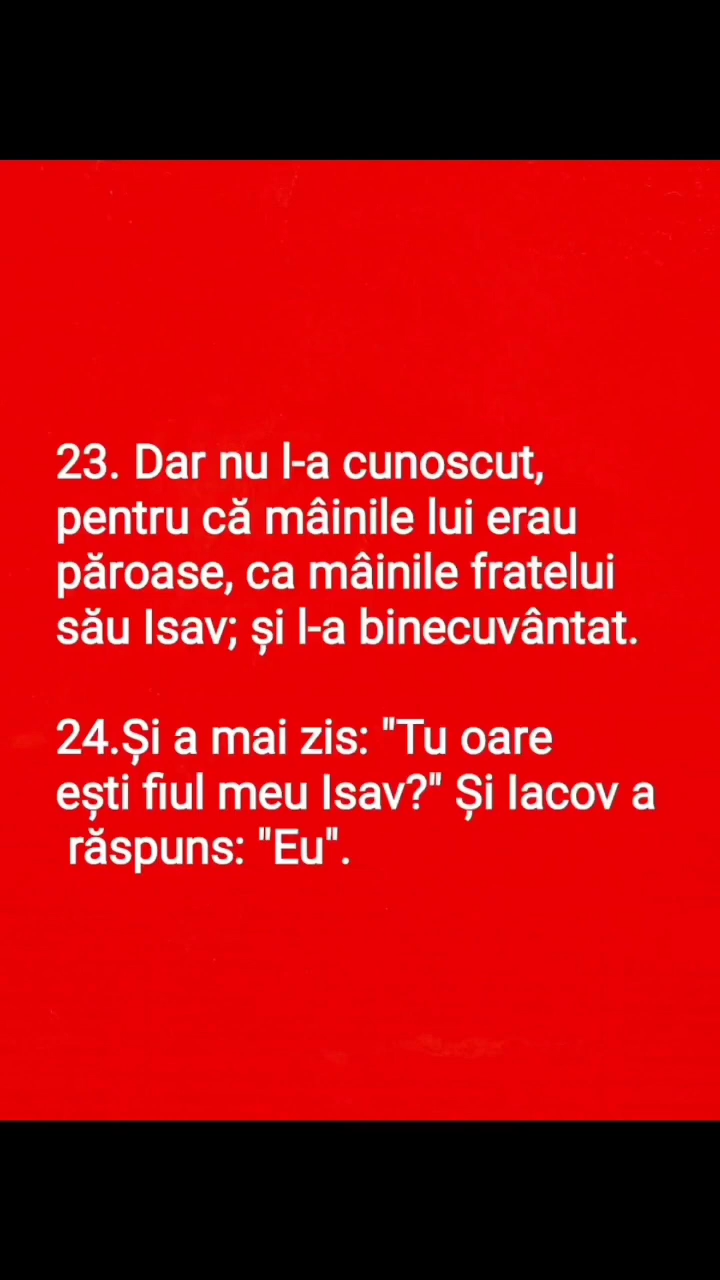 23. Dar nu l-a cunoscut,
pentru că mâinile lui erau
păroase, ca mâinile fratelui
său Isav; și l-a binecuvântat.
24.Și a mai zis: "Tu oare
ești fiul meu Isav?" Și Iacov a
răspuns: "Eu".